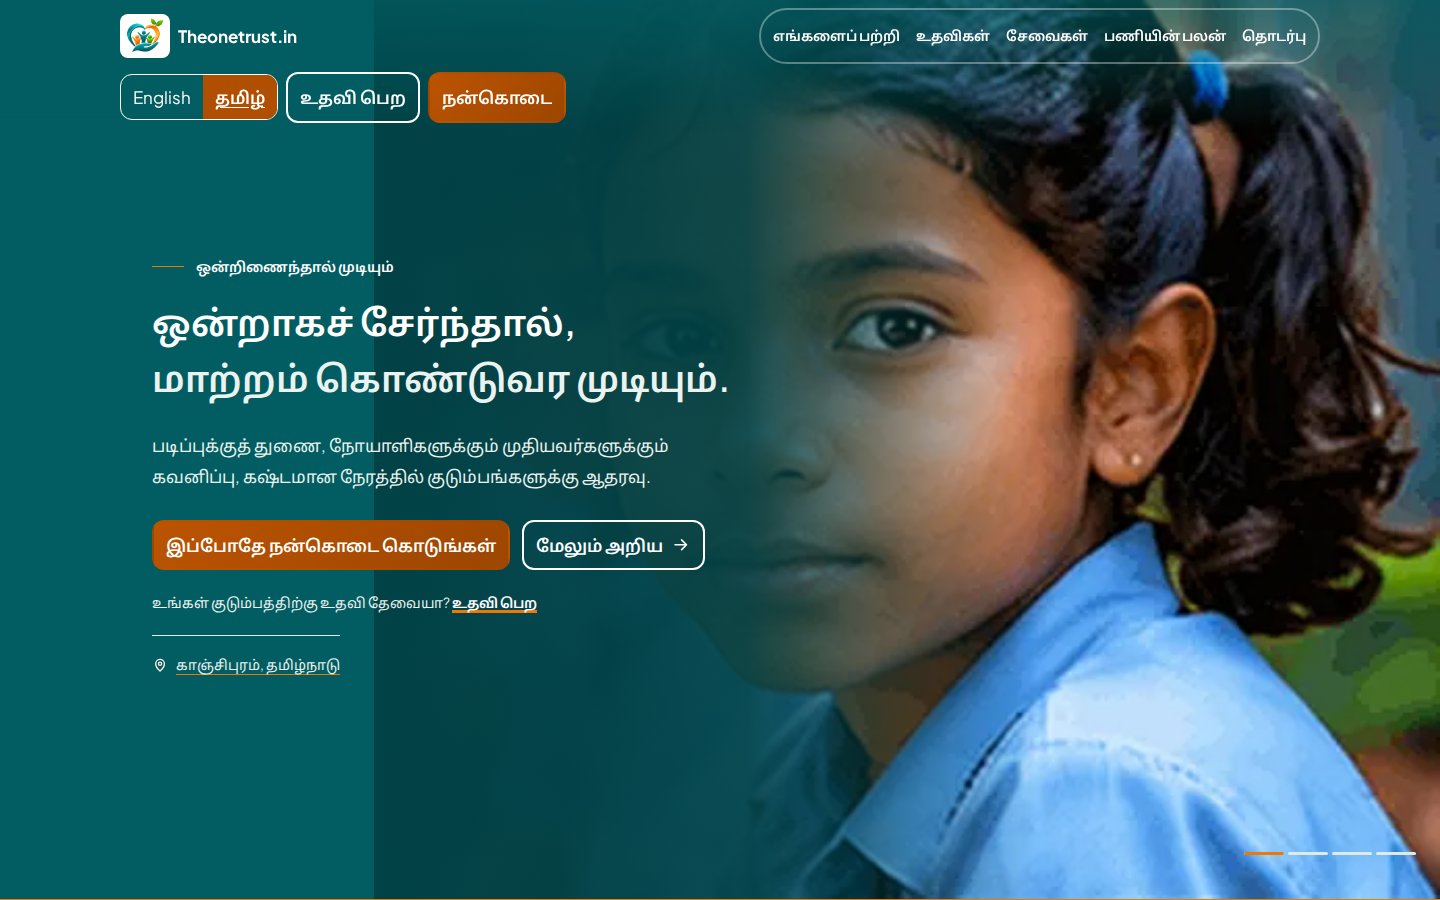 Theonetrust.in
எங்களைப் பற்றி உதவிகள் சேவைகள் பணியின் பலன் தொடர்பு
English தமிழ் உதவி பெற நன்கொடை
ஒன்றிணைந்தால் முடியும்
ஒன்றாகச் சேர்ந்தால்,
மாற்றம் கொண்டுவர முடியும்.
படிப்புக்குத் துணை, நோயாளிகளுக்கும் முதியவர்களுக்கும்
கவனிப்பு, கஷ்டமான நேரத்தில் குடும்பங்களுக்கு ஆதரவு.
இப்போதே நன்கொடை கொடுங்கள் மேலும் அறிய →
உங்கள் குடும்பத்திற்கு உதவி தேவையா? உதவி பெற
காஞ்சிபுரம், தமிழ்நாடு